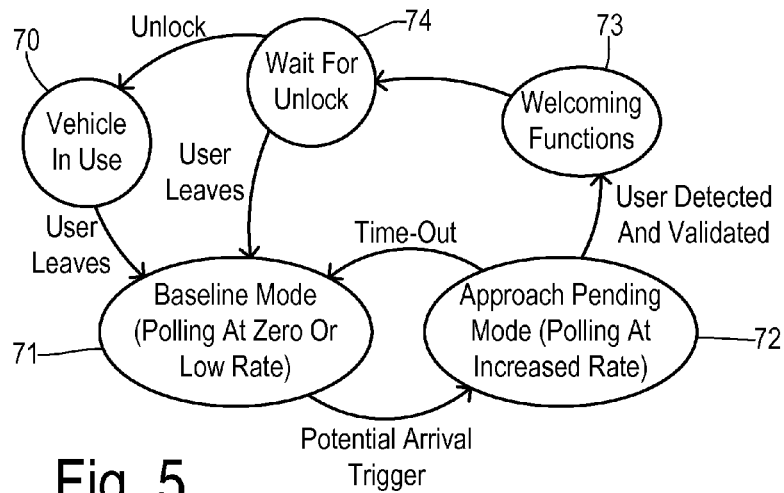 70
Unlock
74
73
Vehicle
In Use
Wait For
Unlock
Welcoming
Functions
User
Leaves
User
Leaves
User Detected
And Validated
Time-Out
Baseline Mode
(Polling At Zero Or
Low Rate)
Approach Pending
Mode (Polling At
Increased Rate)
71
72
Potential Arrival
Trigger
Fig. 5